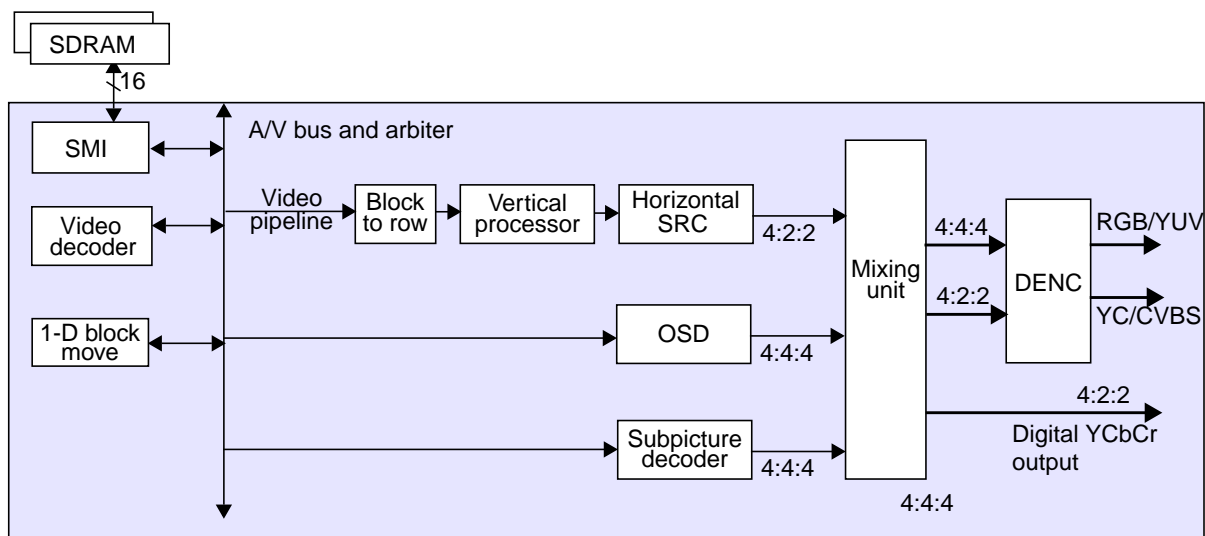 SDRAM
16
A/V bus and arbiter
SMI
Video
pipeline
Block
to row
Vertical
processor
Horizontal
SRC
4:2:2
Video
decoder
Mixing
unit
4:4:4
4:2:2
DENC
RGB/YUV
YC/CVBS
1-D block
move
OSD
4:4:4
4:2:2
Digital YCbCr
output
Subpicture
decoder
4:4:4
4:4:4